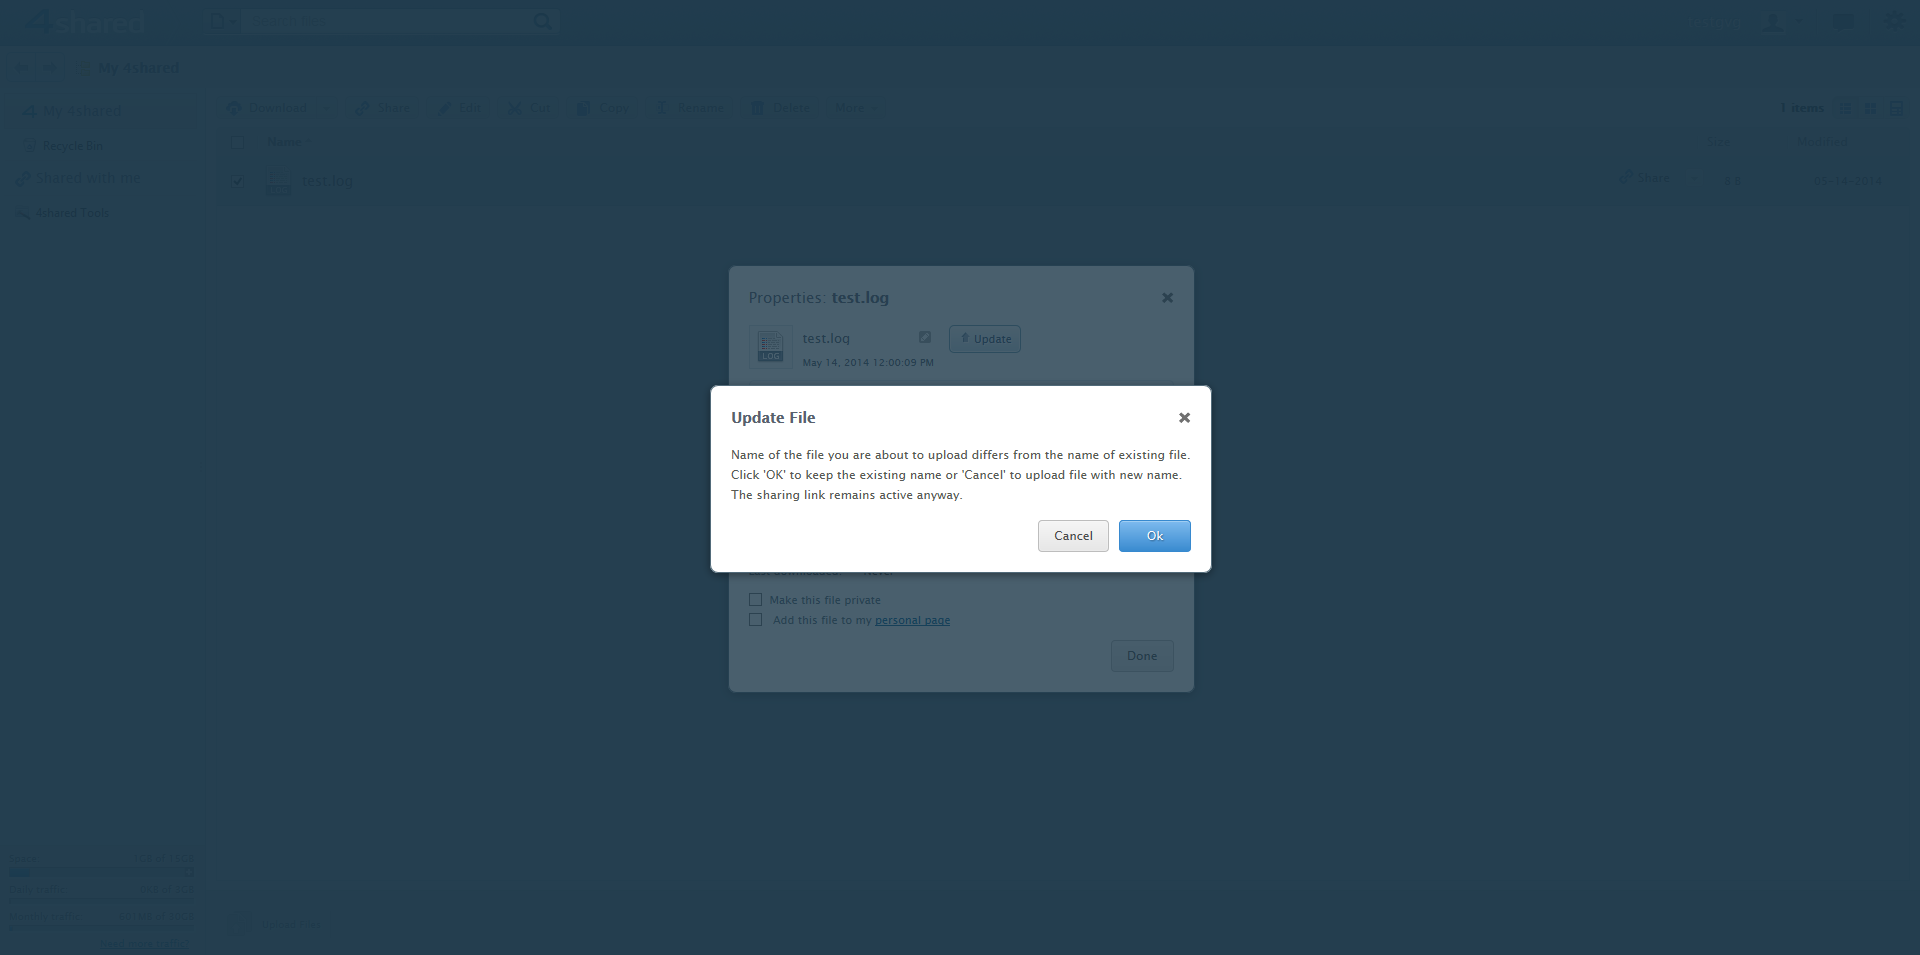 4shared
My 4shared
My 4shared
Download Share Edit Cut Copy Rename Delete More
1 items
Recycle Bin
Name
Shared with me
test.log
Share
05-14-2014
4shared Tools
Properties: test.log
test.log
Update
LOG
May 14, 2014 12:00:09 PM
Update File
Name of the file you are about to upload differs from the name of existing file.
Click 'OK' to keep the existing name or 'Cancel' to upload file with new name.
The sharing link remains active anyway.
Cancel
Ok
Make this file private
Add this file to my personal page
Done